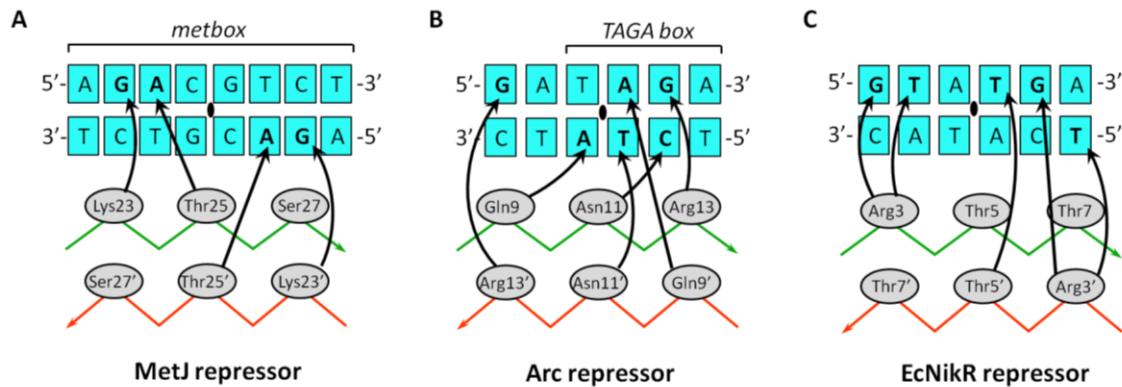 A
metbox
5’- A G A C G T C T -3’
3’- T C T G C A G A -5’
Lys23 Thr25 Ser27
Ser27’ Thr25’ Lys23’
MetJ repressor
B
TAGA box
5’- G A T A G A -3’
3’- C T A T C T -5’
Gln9 Asn11 Arg13
Arg13’ Asn11’ Gln9’
Arc repressor
C
5’- G T A T G A -3’
3’- C A T A C T -5’
Arg3 Thr5 Thr7
Thr7’ Thr5’ Arg3’
EcNikR repressor